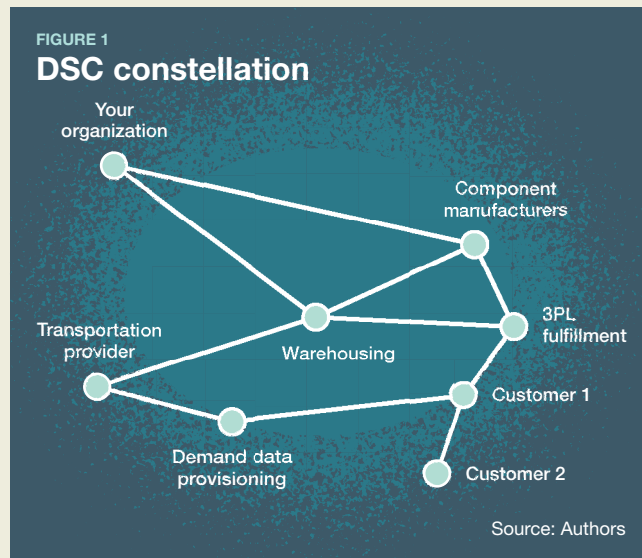 FIGURE 1
DSC constellation
Your
organization
Component
manufacturers
3PL
fulfillment
Transportation
provider
Warehousing
Customer 1
Demand data
provisioning
Customer 2
Source: Authors